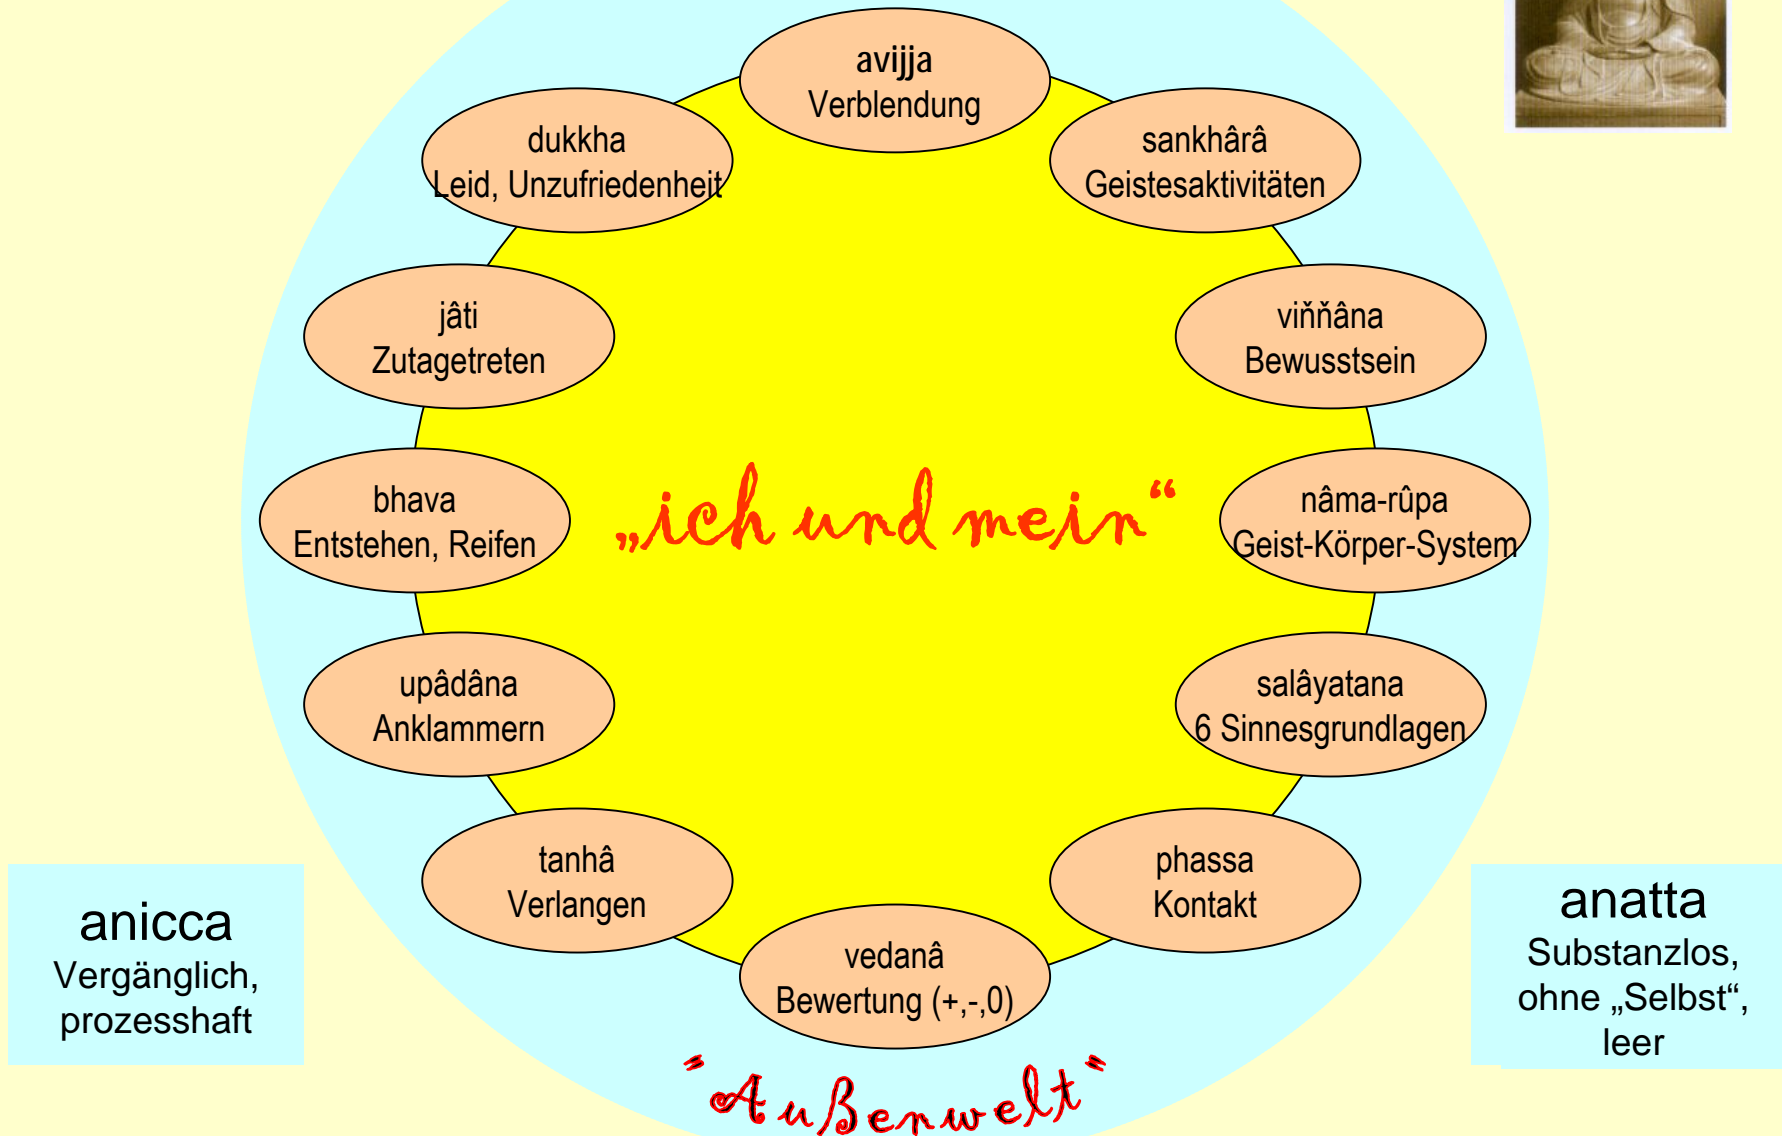 avijja
Verblendung
sankhârâ
Geistesaktivitäten
viňňâna
Bewusstsein
nâma-rûpa
Geist-Körper-System
salâyatana
6 Sinnesgrundlagen
phassa
Kontakt
vedanâ
Bewertung (+,-,0)
tanhâ
Verlangen
upâdâna
Anklammern
bhava
Entstehen, Reifen
jâti
Zutagetreten
dukkha
Leid, Unzufriedenheit
„ich und mein“
"Außenwelt"
anicca
Vergänglich,
prozesshaft
anatta
Substanzlos,
ohne „Selbst“,
leer